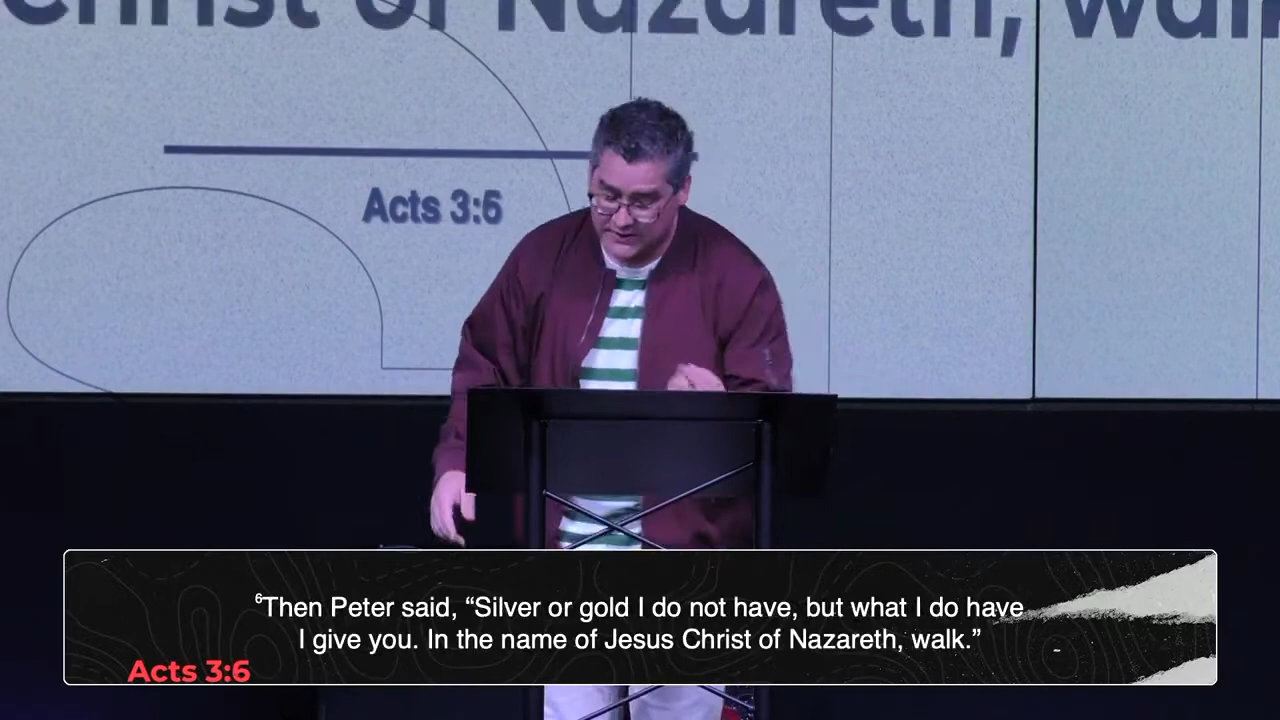 Christ of Nazareth, walk
Acts 3:6
⁶Then Peter said, “Silver or gold I do not have, but what I do have
I give you. In the name of Jesus Christ of Nazareth, walk.”
Acts 3:6